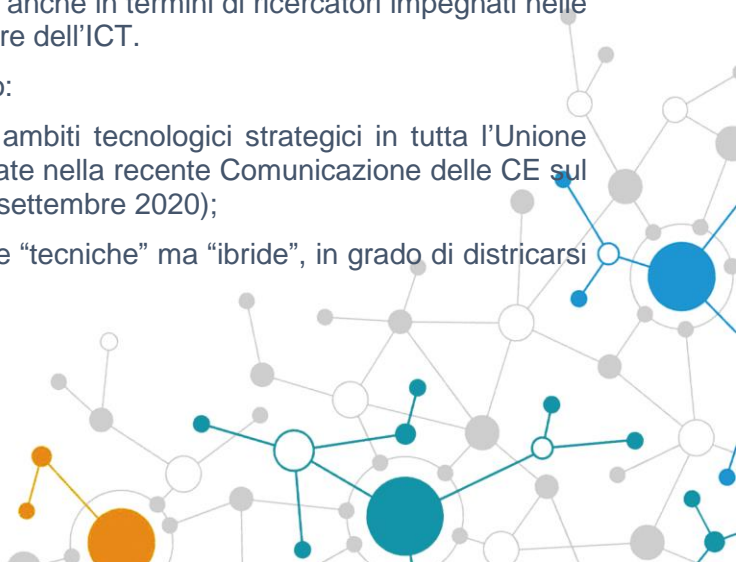 anche in termini di ricercatori impegnati nelle
re dell’ICT.
o:
ambiti tecnologici strategici in tutta l’Unione
ate nella recente Comunicazione delle CE sul
settembre 2020);
e “tecniche” ma “ibride”, in grado di districarsi